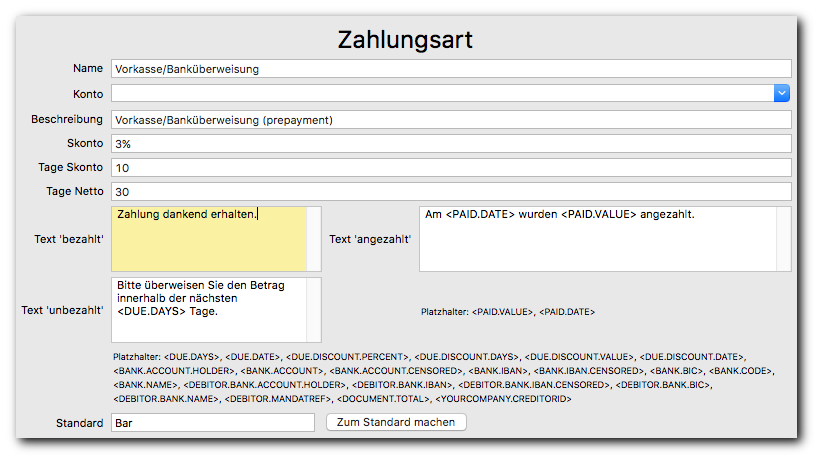 Zahlungsart
Name Vorkasse/Banküberweisung
Konto
Beschreibung Vorkasse/Banküberweisung (prepayment)
Skonto 3%
Tage Skonto 10
Tage Netto 30
Text 'bezahlt' Zahlung dankend erhalten.
Text 'angezahlt' Am <PAID.DATE> wurden <PAID.VALUE> angezahlt.
Text 'unbezahlt' Bitte überweisen Sie den Betrag
innerhalb der nächsten
<DUE.DAYS> Tage.
Platzhalter: <PAID.VALUE>, <PAID.DATE>
Platzhalter: <DUE.DAYS>, <DUE.DATE>, <DUE.DISCOUNT.PERCENT>, <DUE.DISCOUNT.DAYS>, <DUE.DISCOUNT.VALUE>, <DUE.DISCOUNT.DATE>,
<BANK.ACCOUNT.HOLDER>, <BANK.ACCOUNT>, <BANK.ACCOUNT.CENSORED>, <BANK.IBAN>, <BANK.IBAN.CENSORED>, <BANK.BIC>, <BANK.CODE>,
<BANK.NAME>, <DEBITOR.BANK.ACCOUNT.HOLDER>, <DEBITOR.BANK.IBAN>, <DEBITOR.BANK.IBAN.CENSORED>, <DEBITOR.BANK.BIC>,
<DEBITOR.BANK.NAME>, <DEBITOR.MANDATREF>, <DOCUMENT.TOTAL>, <YOURCOMPANY.CREDITORID>
Standard Bar Zum Standard machen